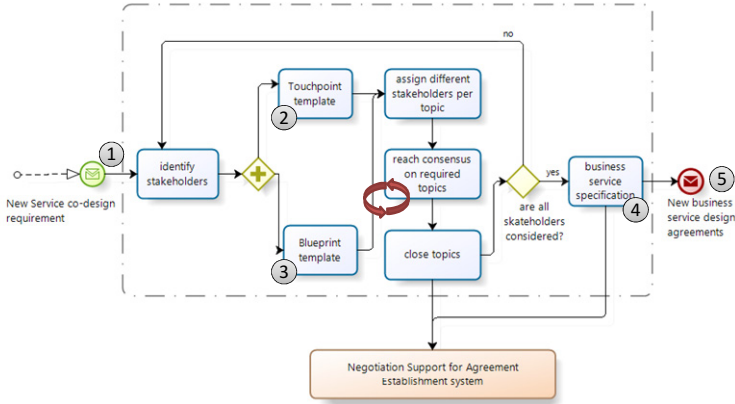 no
Touchpoint
template
2
assign different
stakeholders per
topic
1
identify
stakeholders
reach consensus
on required
topics
yes
business
service
specification
4
5
New Service co-design
requirement
are all
skateholders
considered?
New business
service design
agreements
Blueprint
template
3
close topics
Negotiation Support for Agreement
Establishment system